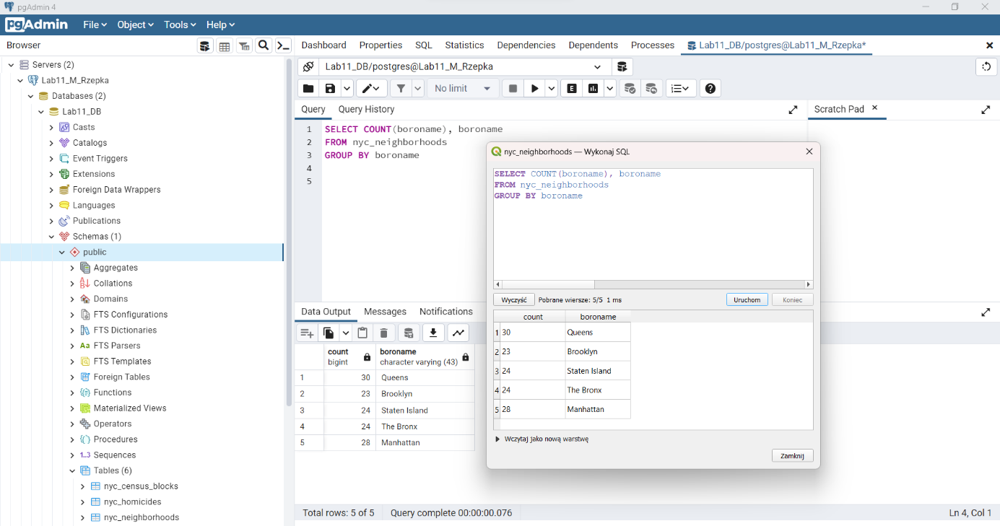 pgAdmin 4
pgAdmin File Object Tools Help
Browser
Servers (2)
Lab11_M_Rzepka
Databases (2)
Lab11_DB
Casts
Catalogs
Event Triggers
Extensions
Foreign Data Wrappers
Languages
Publications
Schemas (1)
public
Aggregates
Collations
Domains
FTS Configurations
FTS Dictionaries
Aa FTS Parsers
FTS Templates
Foreign Tables
Functions
Materialized Views
Operators
Procedures
1..3 Sequences
Tables (6)
nyc_census_blocks
nyc_homicides
nyc_neighborhoods
Dashboard Properties SQL Statistics Dependencies Dependents Processes Lab11_DB/postgres@Lab11_M_Rzepka*
Lab11_DB/postgres@Lab11_M_Rzepka
No limit E
Query Query History
Scratch Pad
1 SELECT COUNT(boroname), boroname
2 FROM nyc_neighborhoods
3 GROUP BY boroname
4
5
Data Output Messages Notifications
count boroname
bigint character varying (43)
1 30 Queens
2 23 Brooklyn
3 24 Staten Island
4 24 The Bronx
5 28 Manhattan
Total rows: 5 of 5 Query complete 00:00:00.076
Ln 4, Col 1
nyc_neighborhoods — Wykonaj SQL
SELECT COUNT(boroname), boroname
FROM nyc_neighborhoods
GROUP BY boroname
Wyczyść Pobrane wiersze: 5/5 1 ms Uruchom Koniec
count boroname
1 30 Queens
2 23 Brooklyn
3 24 Staten Island
4 24 The Bronx
5 28 Manhattan
Wczytaj jako nową warstwę
Zamknij